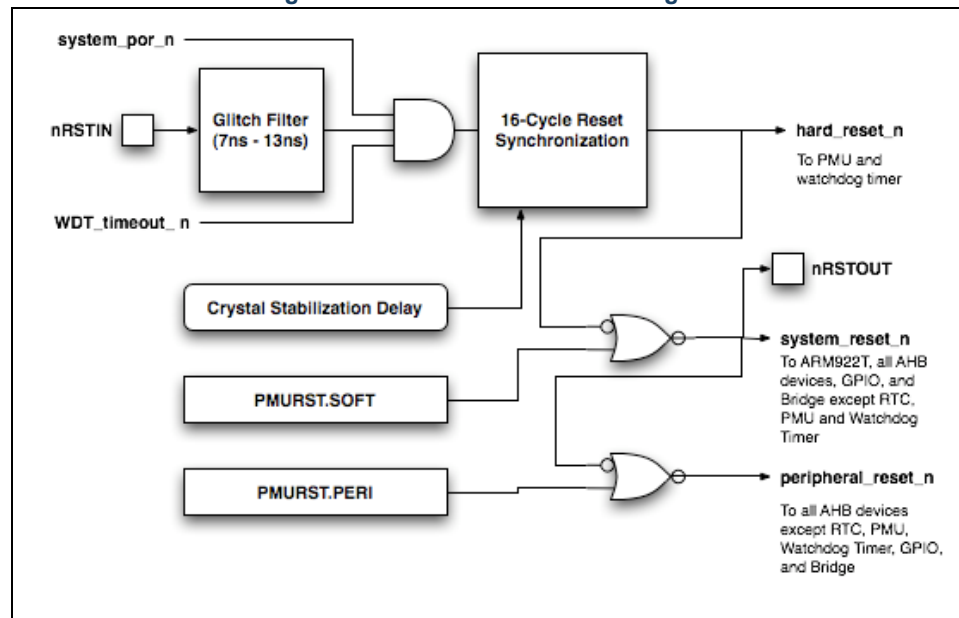 system_por_n
nRSTIN
Glitch Filter
(7ns - 13ns)
WDT_timeout_ n
16-Cycle Reset
Synchronization
hard_reset_n
To PMU and
watchdog timer
nRSTOUT
Crystal Stabilization Delay
system_reset_n
To ARM922T, all AHB
devices, GPIO, and
Bridge except RTC,
PMU and Watchdog
Timer
PMURST.SOFT
PMURST.PERI
peripheral_reset_n
To all AHB devices
except RTC, PMU,
Watchdog Timer, GPIO,
and Bridge